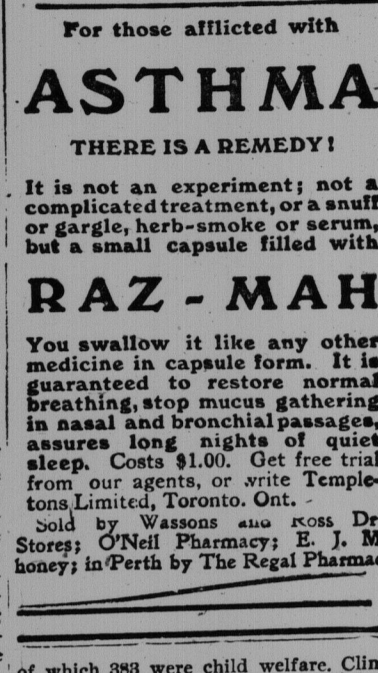 For those afflicted with
ASTHMA
THERE IS A REMEDY!
It is not an experiment; not a
complicated treatment, or a snuff
or gargle, herb-smoke or serum,
but a small capsule filled with
RAZ-MAH
You swallow it like any other
medicine in capsule form. It is
guaranteed to restore normal
breathing, stop mucus gathering
in nasal and bronchial passages,
assures long nights of quiet
sleep. Costs $1.00. Get free trial
from our agents, or write Temple-
tons Limited, Toronto. Ont.
Sold by Wassons and Ross Dr
Stores; O'Neil Pharmacy; E. J. M
honey; in Perth by The Regal Pharmac
of which 383 were child welfare. Clin